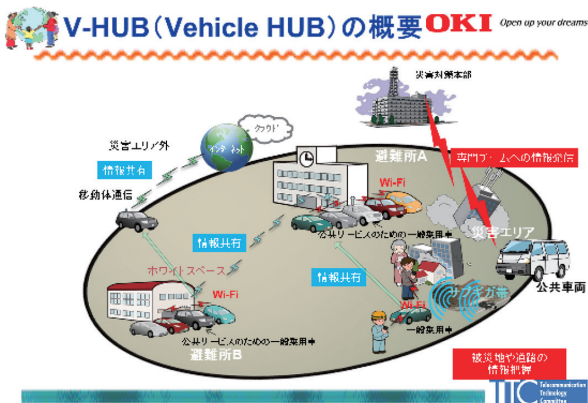 V-HUB(Vehicle HUB)の概要
OKI
Open up your dreams
災害対策本部
クラウド
インターネット
災害エリア外
情報共有
移動体通信
避難所A
専門チームへの情報発信
Wi-Fi
災害エリア
公共サービスのための一般乗用車
情報共有
ホワイトスペース
情報共有
公共車両
Wi-Fi
Wi-Fi
一般乗用車
公共サービスのための一般乗用車
避難所B
被災地や道路の
情報把握
TTC
Telecommunication
Technology
Committee